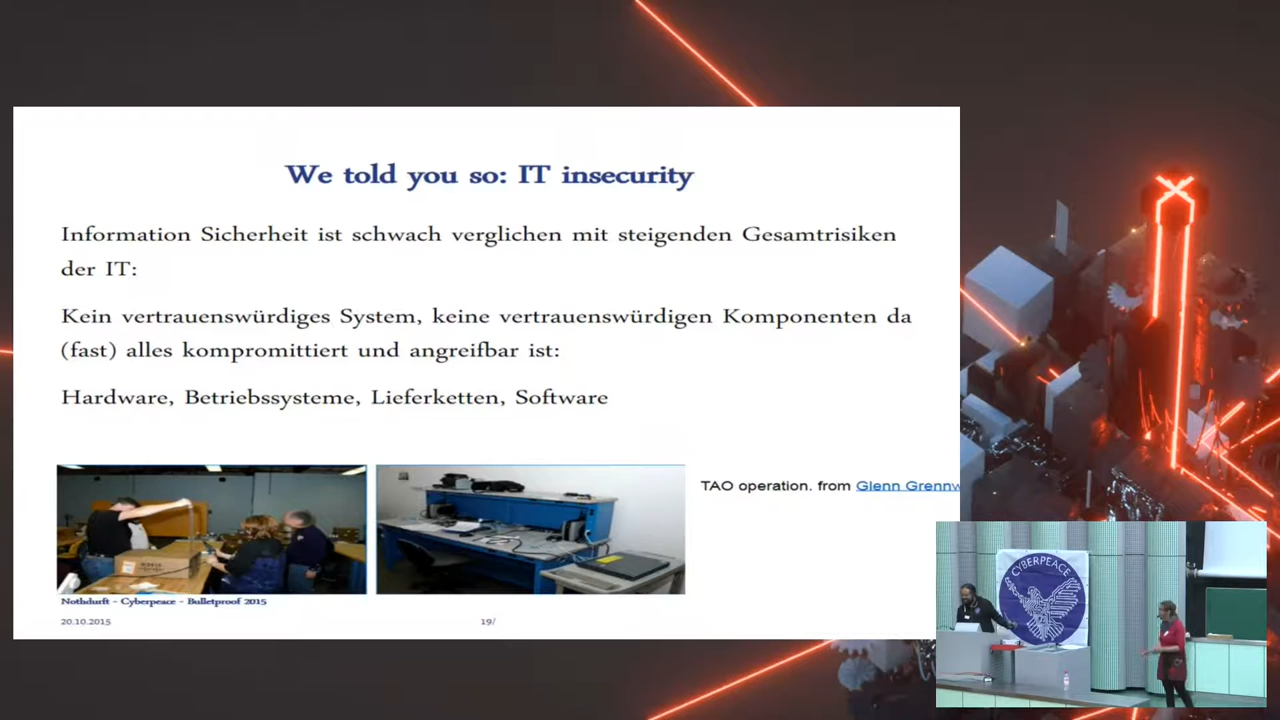 We told you so: IT insecurity
Information Sicherheit ist schwach verglichen mit steigenden Gesamtrisiken
der IT:
Kein vertrauenswürdiges System, keine vertrauenswürdigen Komponenten da
(fast) alles kompromittiert und angreifbar ist:
Hardware, Betriebssysteme, Lieferketten, Software
TAO operation. from Glenn Grennw
Nothdurft - Cyberpeace - Bulletproof 2015
20.10.2015
19/
CYBERPEACE